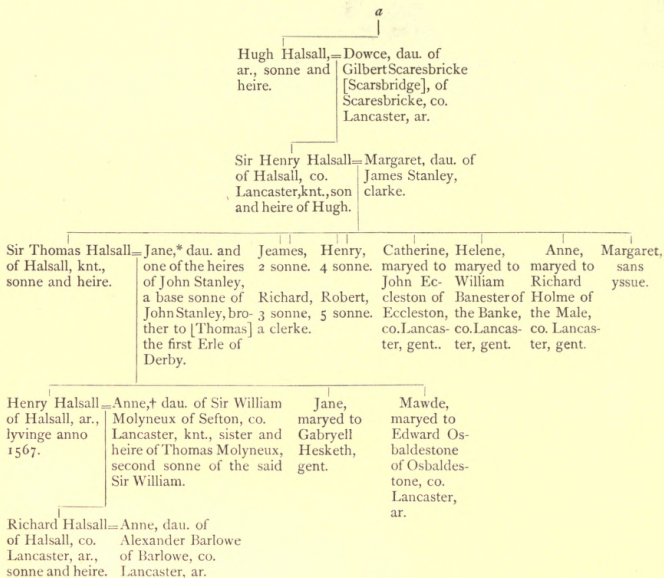 a
Hugh Halsall,=
ar., sonne and
heire.
Dowce, dau. of
Gilbert Scaresbricke
[Scarsbridge], of
Scaresbricke, co.
Lancaster, ar.
Sir Henry Halsall=
of Halsall, co.
Lancaster, knt., son
and heire of Hugh.
Margaret, dau. of
James Stanley,
clarke.
Sir Thomas Halsall=
of Halsall, knt.,
sonne and heire.
Jane,* dau. and
one of the heires
of John Stanley,
a base sonne of
John Stanley, bro-
ther to [Thomas]
the first Erle of
Derby.
Jeames,
2 sonne.
Richard,
3 sonne,
a clerke.
Henry,
4 sonne.
Robert,
5 sonne.
Catherine,
maryed to
John Ec-
cleston of
Eccleston,
co. Lancas-
ter, gent..
Helene,
maryed to
William
Banester of
the Banke,
co. Lancas-
ter, gent.
Anne,
maryed to
Richard
Holme of
the Male,
co. Lancas-
ter, gent.
Margaret,
sans
yssue.
Henry Halsall=
of Halsall, ar.,
lyvinge anno
1567.
Anne,† dau. of Sir William
Molyneux of Sefton, co.
Lancaster, knt., sister and
heire of Thomas Molyneux,
second sonne of the said
Sir William.
Jane,
maryed to
Gabryell
Hesketh,
gent.
Mawde,
maryed to
Edward Os-
baldestone
of Osbaldes-
tone, co.
Lancaster,
ar.
Richard Halsall=
of Halsall, co.
Lancaster, ar.,
sonne and heire.
Anne, dau. of
Alexander Barlowe
of Barlowe, co.
Lancaster, ar.